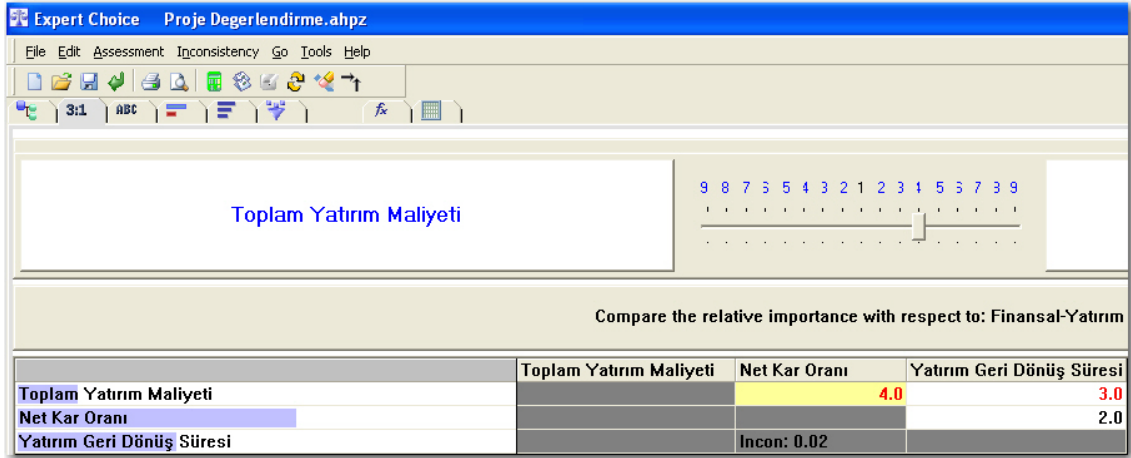 Expert Choice Proje Degerlendirme.ahpz
File Edit Assessment Inconsistency Go Tools Help
3:1 ABC fx
9 8 7 5 5 4 3 2 1 2 3 4 5 5 7 8 9
Toplam Yatırım Maliyeti
Compare the relative importance with respect to: Finansal-Yatırım
Toplam Yatırım Maliyeti Net Kar Oranı Yatırım Geri Dönüş Süresi
Toplam Yatırım Maliyeti 4.0 3.0
Net Kar Oranı 2.0
Yatırım Geri Dönüş Süresi Incon: 0.02